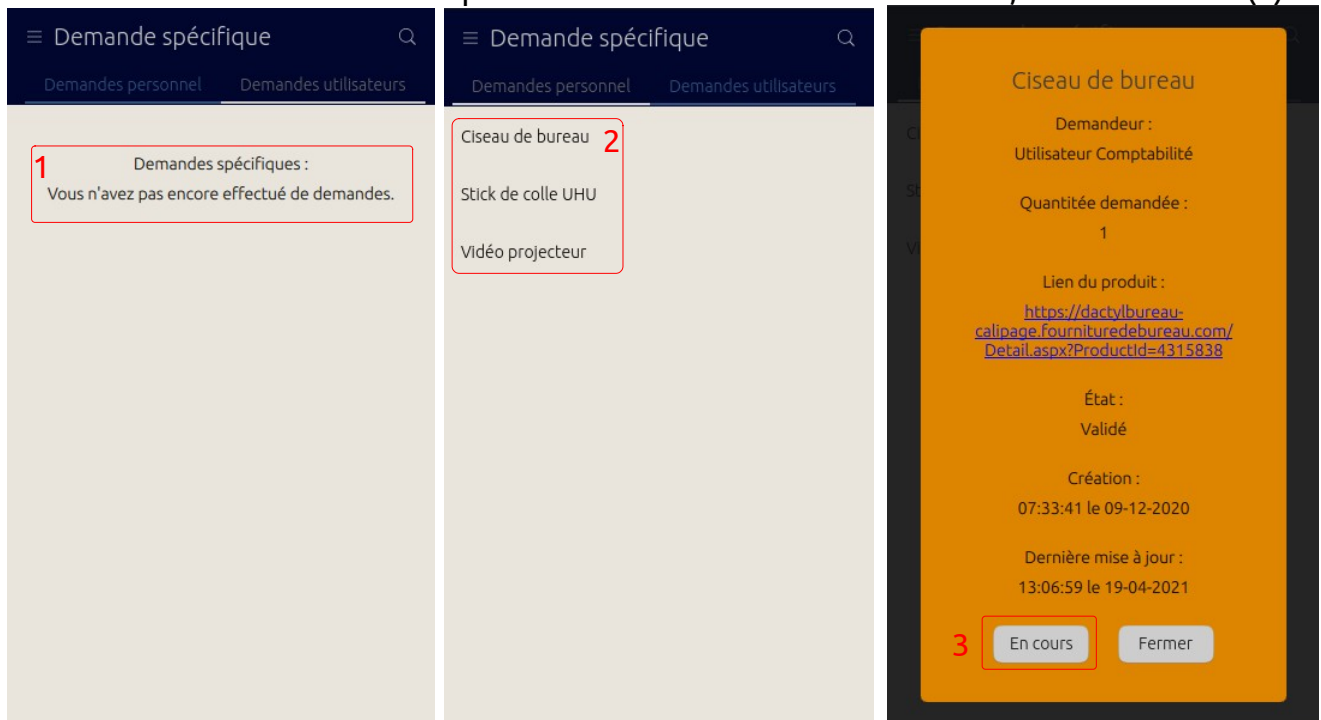 Demande spécifique
Demandes personnel Demandes utilisateurs
1
Demandes spécifiques :
Vous n'avez pas encore effectué de demandes.
Demande spécifique
Demandes personnel Demandes utilisateurs
Ciseau de bureau
2
Stick de colle UHU
Vidéo projecteur
Ciseau de bureau
Demandeur :
Utilisateur Comptabilité
Quantitée demandée :
1
Lien du produit :
https://dactylbureau-
calipage.fournituredebureau.com/
Detail.aspx?ProductId=4315838
État :
Validé
Création :
07:33:41 le 09-12-2020
Dernière mise à jour :
13:06:59 le 19-04-2021
3
En cours Fermer